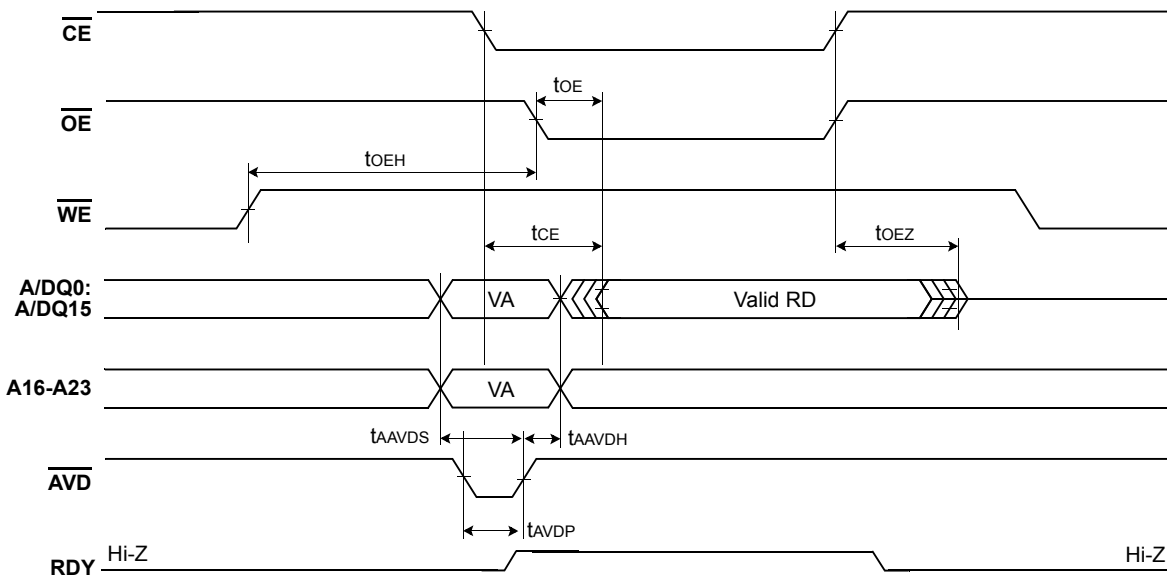 CE
tOE
OE
tOEH
WE
tCE
tOEZ
A/DQ0:
A/DQ15
VA
Valid RD
A16-A23
VA
tAAVDS
tAAVDH
AVD
tAVDP
Hi-Z
Hi-Z
RDY